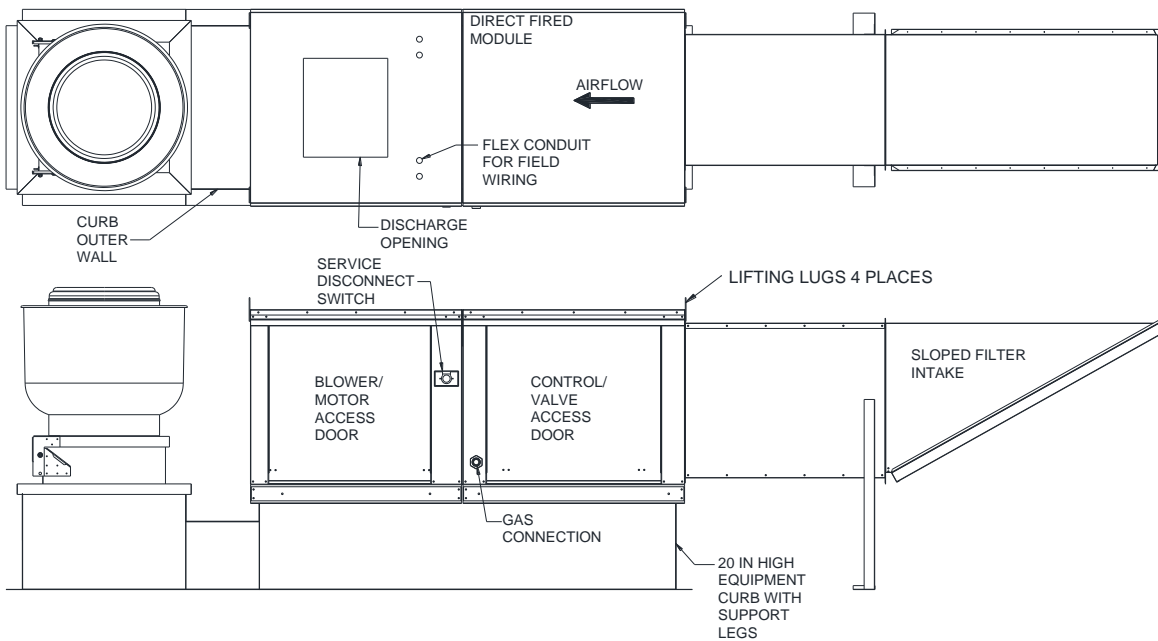 DIRECT FIRED
MODULE
AIRFLOW
FLEX CONDUIT
FOR FIELD
WIRING
CURB
OUTER
WALL
DISCHARGE
OPENING
SERVICE
DISCONNECT
SWITCH
LIFTING LUGS 4 PLACES
BLOWER/
MOTOR
ACCESS
DOOR
CONTROL/
VALVE
ACCESS
DOOR
SLOPED FILTER
INTAKE
GAS
CONNECTION
20 IN HIGH
EQUIPMENT
CURB WITH
SUPPORT
LEGS